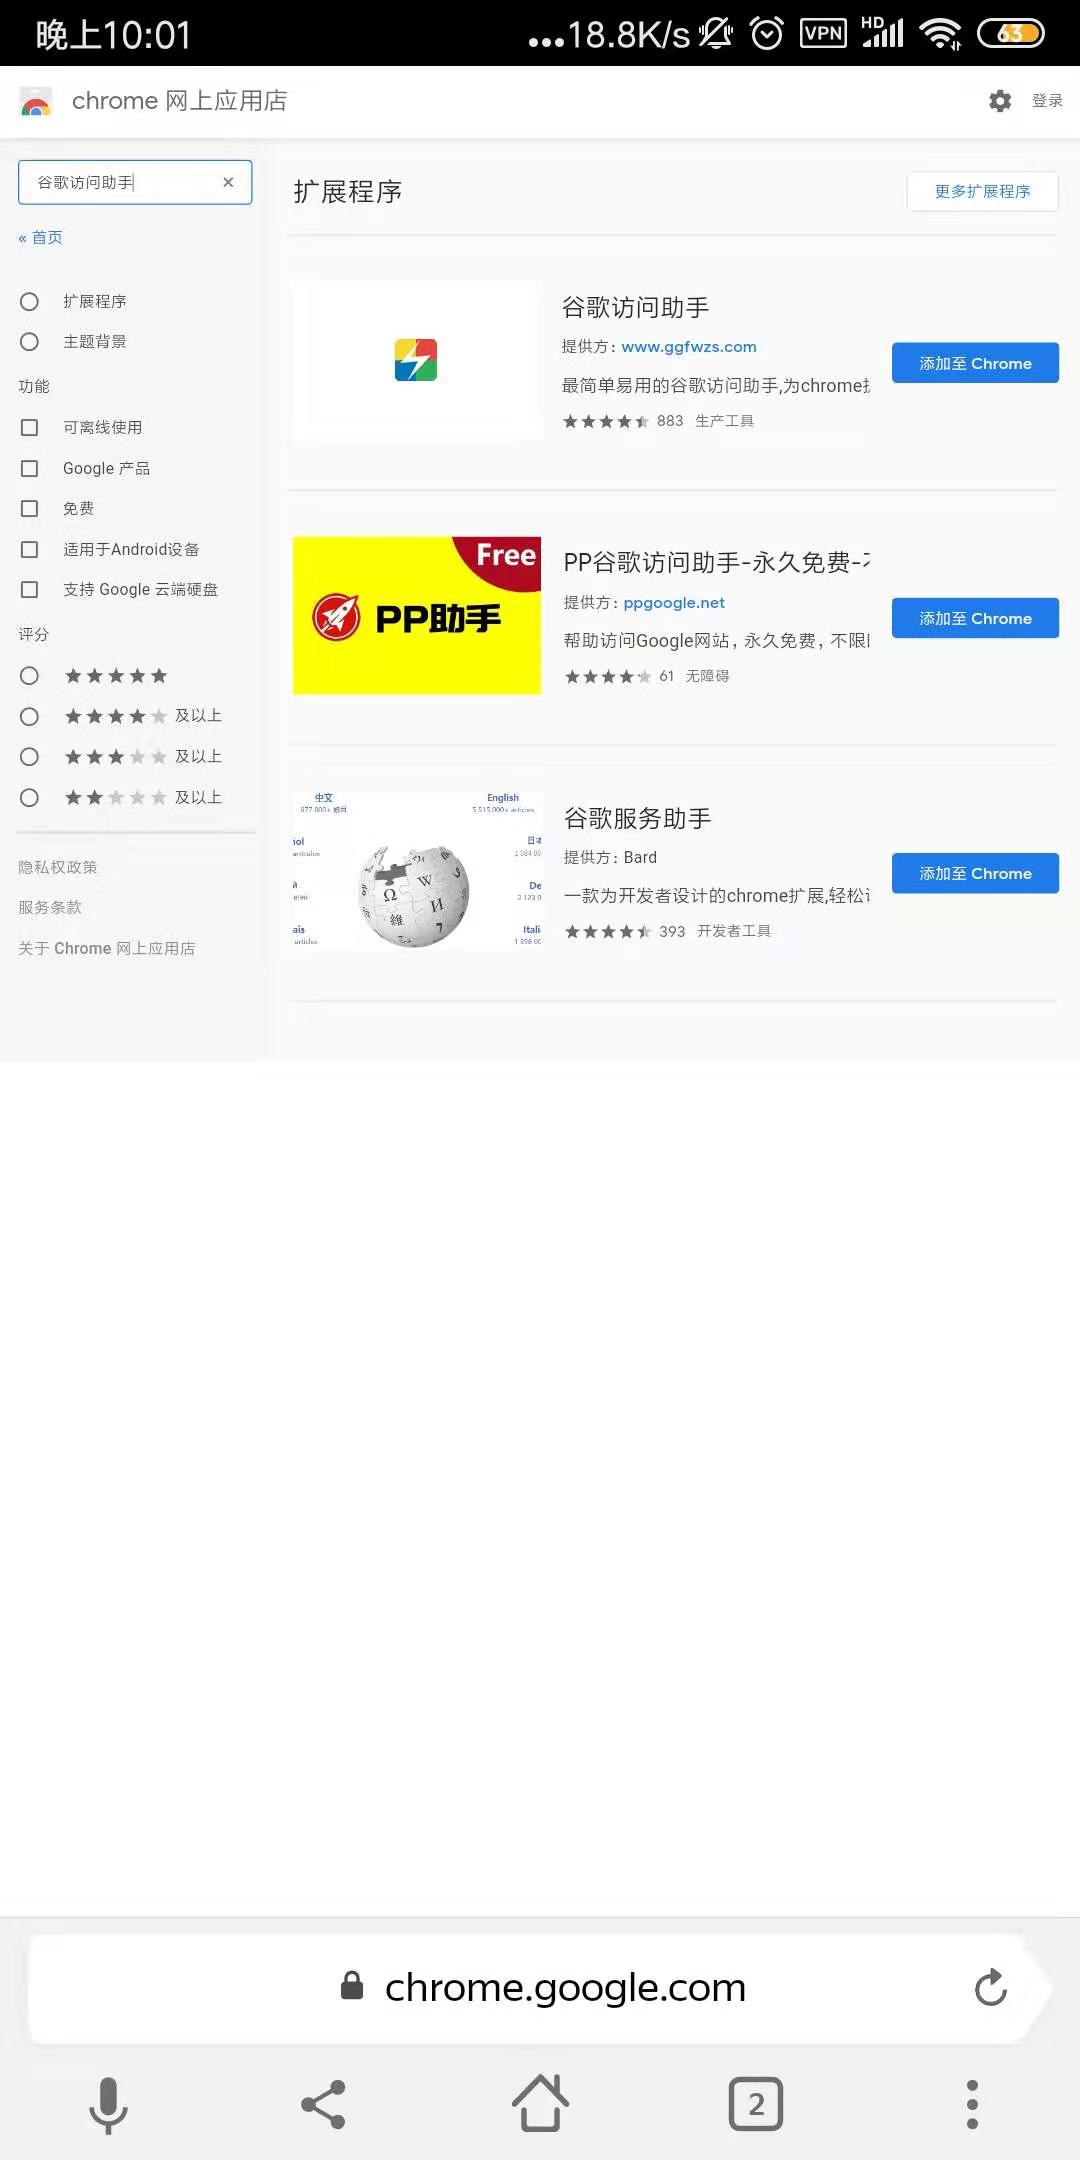 晚上10:01
...18.8K/s
VPN
HD
63
chrome 网上应用店
登录
谷歌访问助手
« 首页
扩展程序
主题背景
功能
可离线使用
Google 产品
免费
适用于Android设备
支持 Google 云端硬盘
评分
及以上
及以上
及以上
隐私权政策
服务条款
关于 Chrome 网上应用店
扩展程序
更多扩展程序
谷歌访问助手
提供方：www.ggfwzs.com
最简单易用的谷歌访问助手,为chrome
883 生产工具
添加至 Chrome
Free
PP助手
PP谷歌访问助手-永久免费-
提供方：ppgoogle.net
帮助访问Google网站，永久免费，不限
61 无障碍
添加至 Chrome
中文
English
977 000+ 条目
5 515 000+ articles
日本
De
Itali
articles
谷歌服务助手
提供方：Bard
一款为开发者设计的chrome扩展,轻松
393 开发者工具
添加至 Chrome
chrome.google.com
2